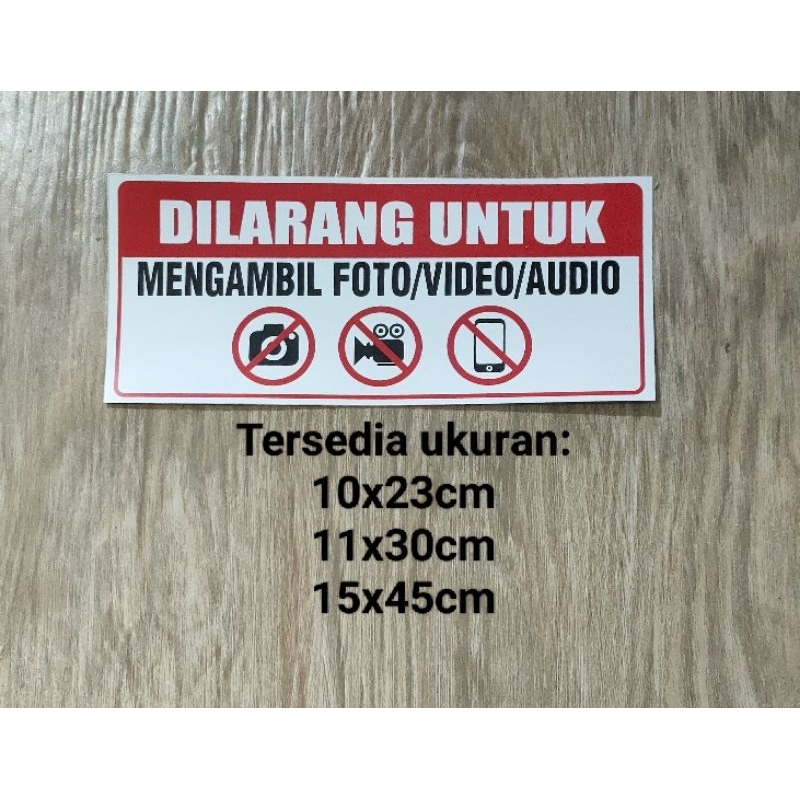 DILARANG UNTUK
MENGAMBIL FOTO/VIDEO/AUDIO
Tersedia ukuran:
10x23cm
11x30cm
15x45cm